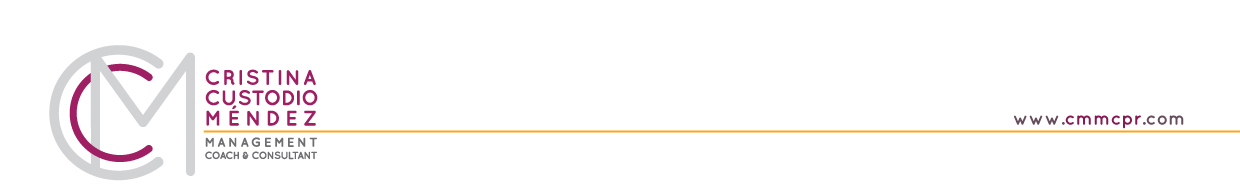 CRISTINA
CUSTODIO
MÉNDEZ
MANAGEMENT
COACH & CONSULTANT
www.cmmcpr.com